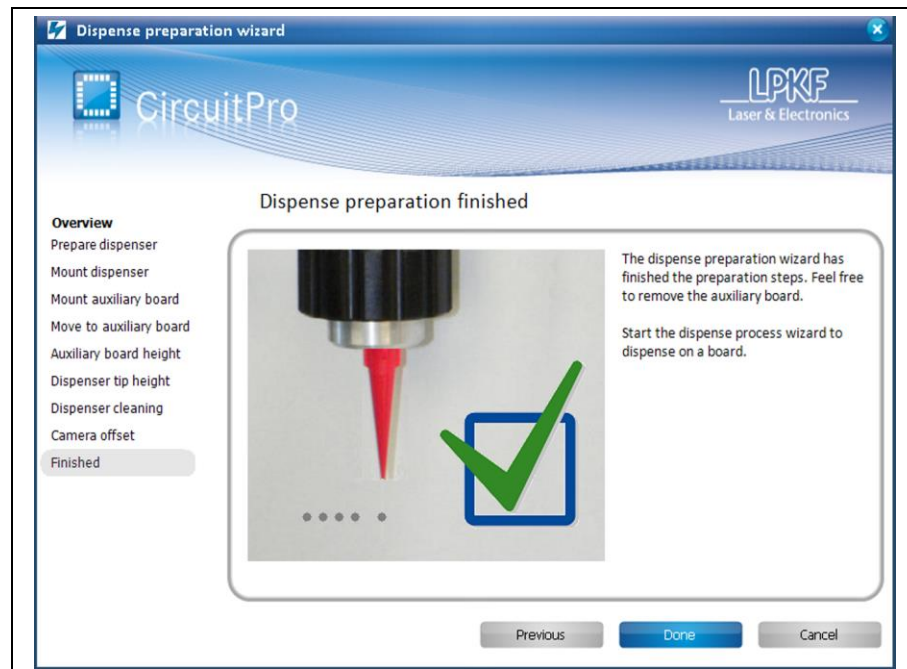 Dispense preparation wizard
CircuitPro
LPKF
Laser & Electronics
Dispense preparation finished
Overview
Prepare dispenser
Mount dispenser
Mount auxiliary board
Move to auxiliary board
Auxiliary board height
Dispenser tip height
Dispenser cleaning
Camera offset
Finished
The dispense preparation wizard has
finished the preparation steps. Feel free
to remove the auxiliary board.
Start the dispense process wizard to
dispense on a board.
Previous
Done
Cancel